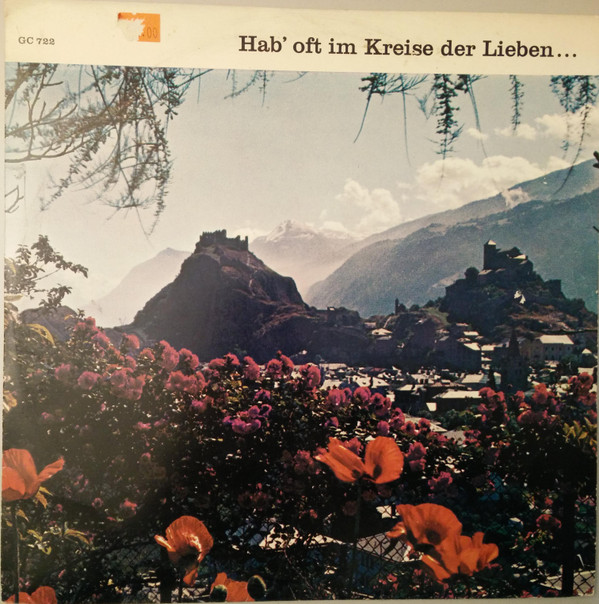 Hab' oft im Kreise der Lieben...
GC 722